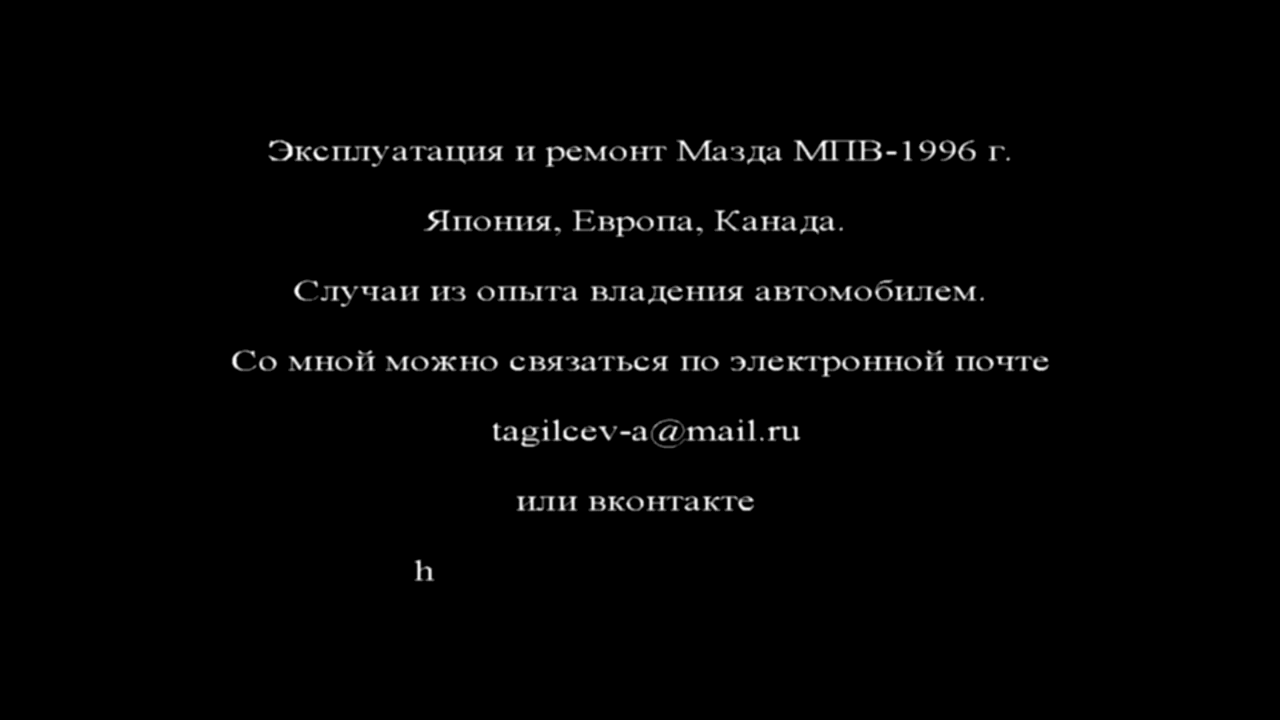 Эксплуатация и ремонт Мазда МПВ-1996 г.
Япония, Европа, Канада.
Случаи из опыта владения автомобилем.
Со мной можно связаться по электронной почте
tagilcev-a@mail.ru
или вконтакте
h